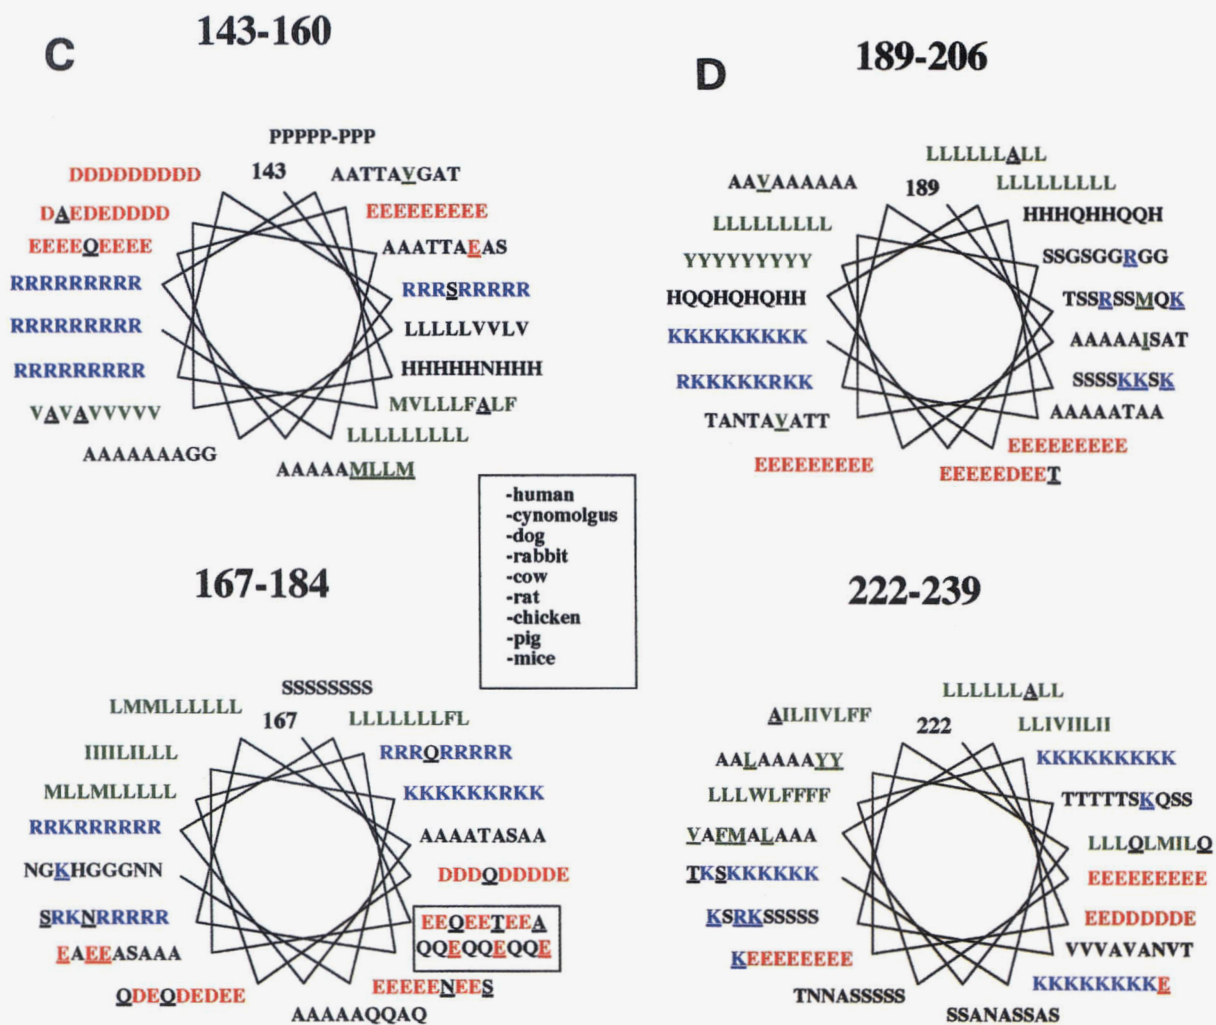 C
143-160
PPPPP-PPP
143
DDDDDDDDD
AATTAVGAT
DAEDEDDDD
EEEEEEEEE
EEEEQEEEE
AAATTAEAS
RRRRRRRRR
RRRSRRRRR
RRRRRRRRR
LLLLLVVLV
RRRRRRRRR
HHHHHNHHH
VAVAVVVVV
MVLLLFALF
AAAAAAAGG
LLLLLLLLL
AAAAAMLLM
D
189-206
LLLLLLALL
189
AAVAAAAAA
LLLLLLLLL
LLLLLLLLL
HHHQHHQQH
YYYYYYYYY
SSGSGGRGG
HQQHQHQHH
TSSRSSMQK
KKKKKKKKK
AAAAAISAT
RKKKKKRKK
SSSSKKSK
TANTAVATT
AAAAATAA
EEEEEEEEE
EEEEEEEEE
EEEEEDEET
-human
-cynomolgus
-dog
-rabbit
-cow
-rat
-chicken
-pig
-mice
167-184
SSSSSSSS
167
LMMLLLLLL
LLLLLLLFL
IIIILILLL
RRRQRRRRR
MLLMLLLLL
KKKKKKRKK
RRKRRRRRR
AAAATASAA
NGKHGGGNN
DDDQDDDDE
SRKNRRRRR
EEQEETEEA
QQEQQEQQE
EAEEASAAA
EEEEENEES
QDEQDEDEE
AAAAAQQAQ
222-239
LLLLLLALL
222
AILIIVLFF
LLIVIILII
AALAAAAYY
KKKKKKKKK
LLLWLFFFF
TTTTTSKQSS
VAFMALAAA
LLLQLMILQ
TKSKKKKKK
EEEEEEEEE
KSRKSSSSS
EEDDDDDE
KEEEEEEEE
VVVAVANVT
TNNASSSSS
KKKKKKKKE
SSANASSAS